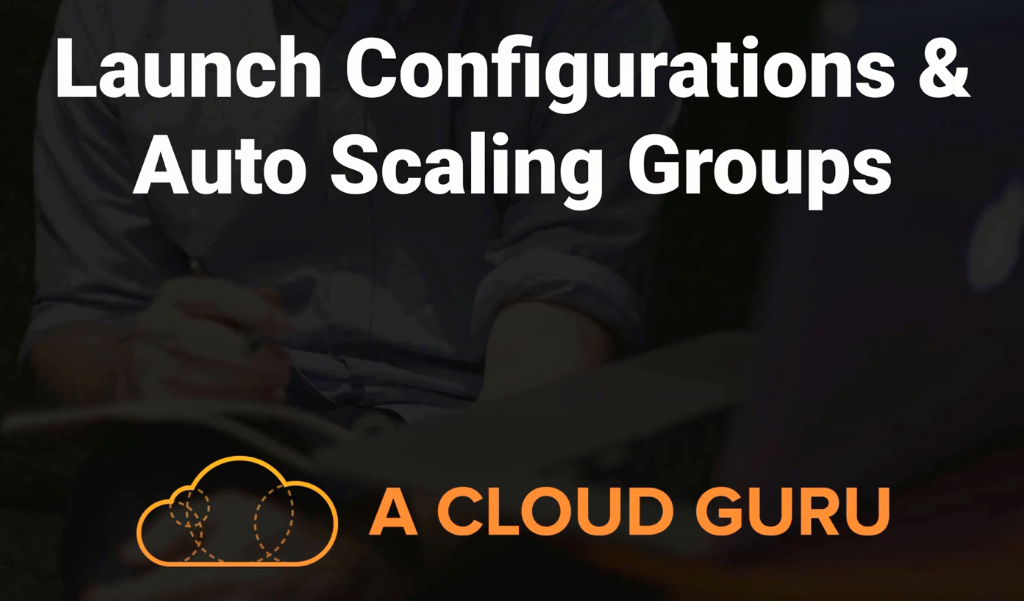 Launch Configurations &
Auto Scaling Groups
A CLOUD GURU